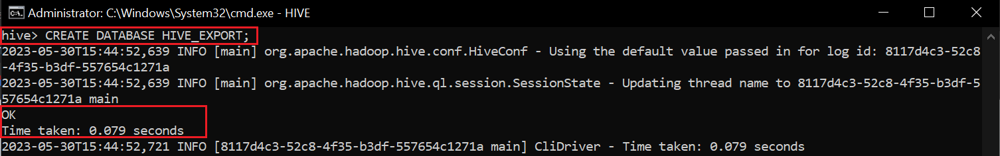 Administrator: C:\Windows\System32\cmd.exe - HIVE
hive> CREATE DATABASE HIVE_EXPORT;
2023-05-30T15:44:52,639 INFO [main] org.apache.hadoop.hive.conf.HiveConf - Using the default value passed in for log id: 8117d4c3-52c8
-4f35-b3df-557654c1271a
2023-05-30T15:44:52,639 INFO [main] org.apache.hadoop.hive.ql.session.SessionState - Updating thread name to 8117d4c3-52c8-4f35-b3df-5
57654c1271a main
OK
Time taken: 0.079 seconds
2023-05-30T15:44:52,721 INFO [8117d4c3-52c8-4f35-b3df-557654c1271a main] CliDriver - Time taken: 0.079 seconds